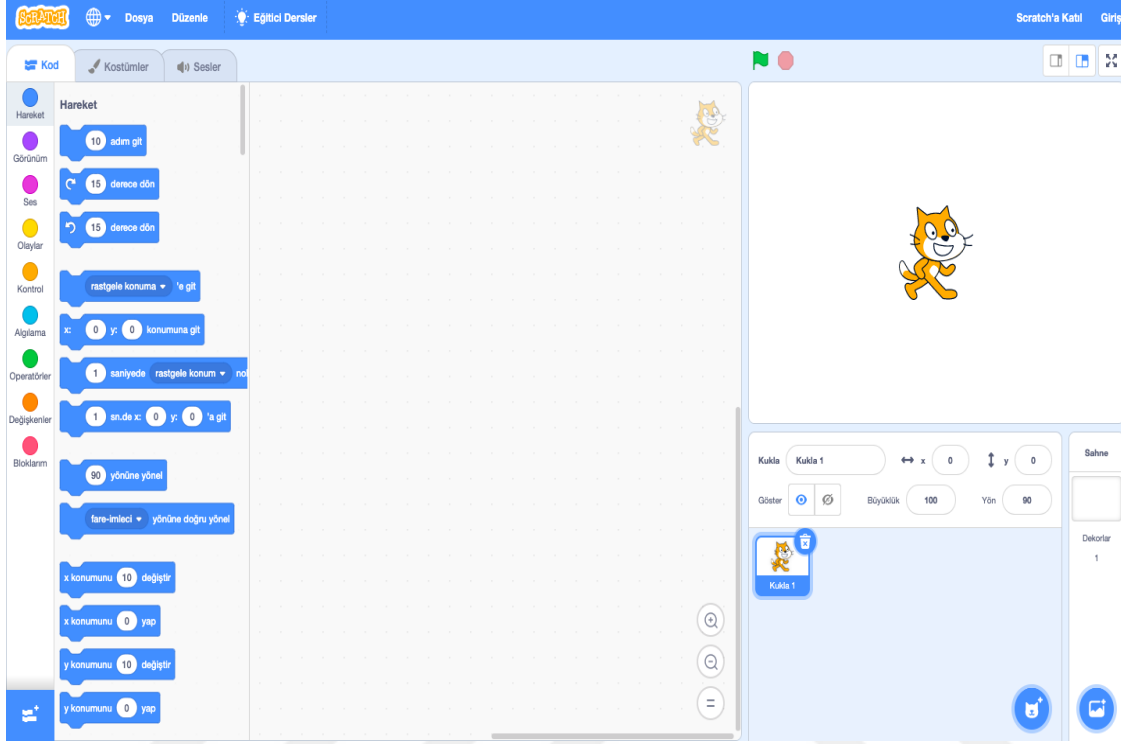 SCRATCH Dosya Düzenle Eğitici Dersler Scratch'a Katıl Giriş
Kod Kostümler Sesler
Hareket
Görünüm
Ses
Olaylar
Kontrol
Algılama
Operatörler
Değişkenler
Bloklarım
Hareket
10 adım git
15 derece dön
15 derece dön
rastgele konuma 'e git
x: 0 y: 0 konumuna git
1 saniyede rastgele konum
1 sn.de x: 0 y: 0 'a git
90 yönüne yönel
fare-imleci yönüne doğru yönel
x konumunu 10 değiştir
x konumunu 0 yap
y konumunu 10 değiştir
y konumunu 0 yap
Kukla Kukla 1 x 0 y 0
Göster Büyüklük 100 Yön 90
Kukla 1
Sahne
Dekorlar
1